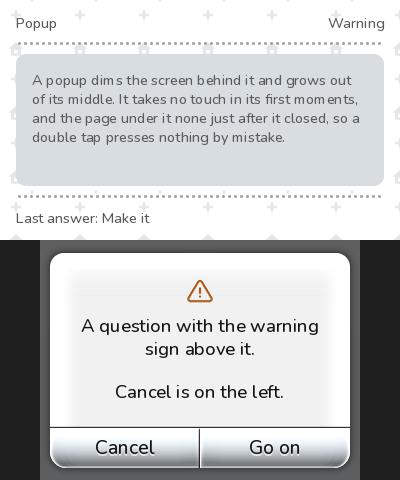 Popup
Warning
A popup dims the screen behind it and grows out
of its middle. It takes no touch in its first moments,
and the page under it none just after it closed, so a
double tap presses nothing by mistake.
Last answer: Make it
A question with the warning
sign above it.
Cancel is on the left.
Cancel
Go on